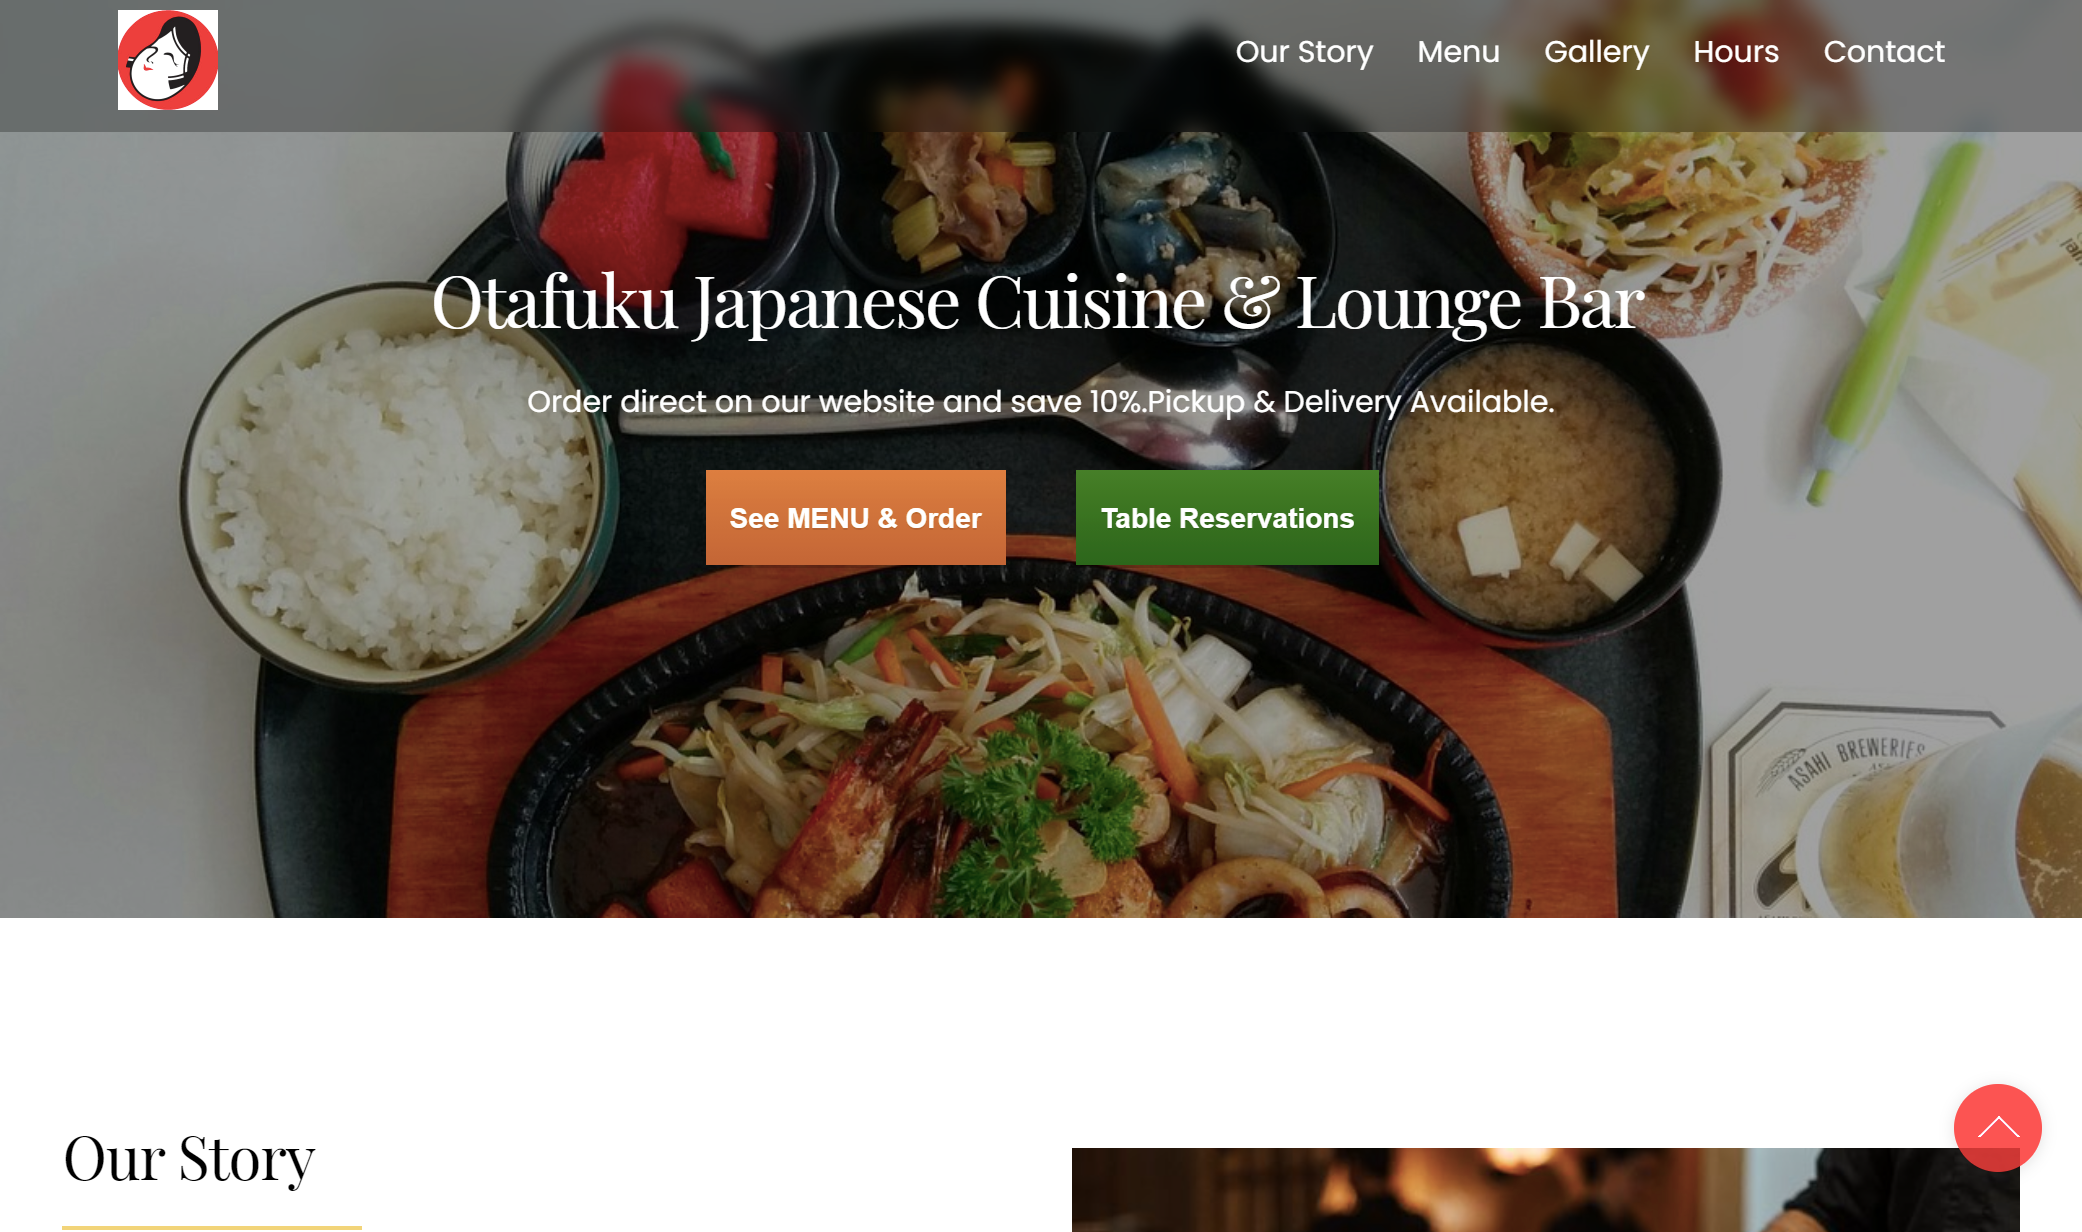 Our Story Menu Gallery Hours Contact
Otafuku Japanese Cuisine & Lounge Bar
Order direct on our website and save 10%.Pickup & Delivery Available.
See MENU & Order
Table Reservations
ASAHI BREWERIES
Our Story